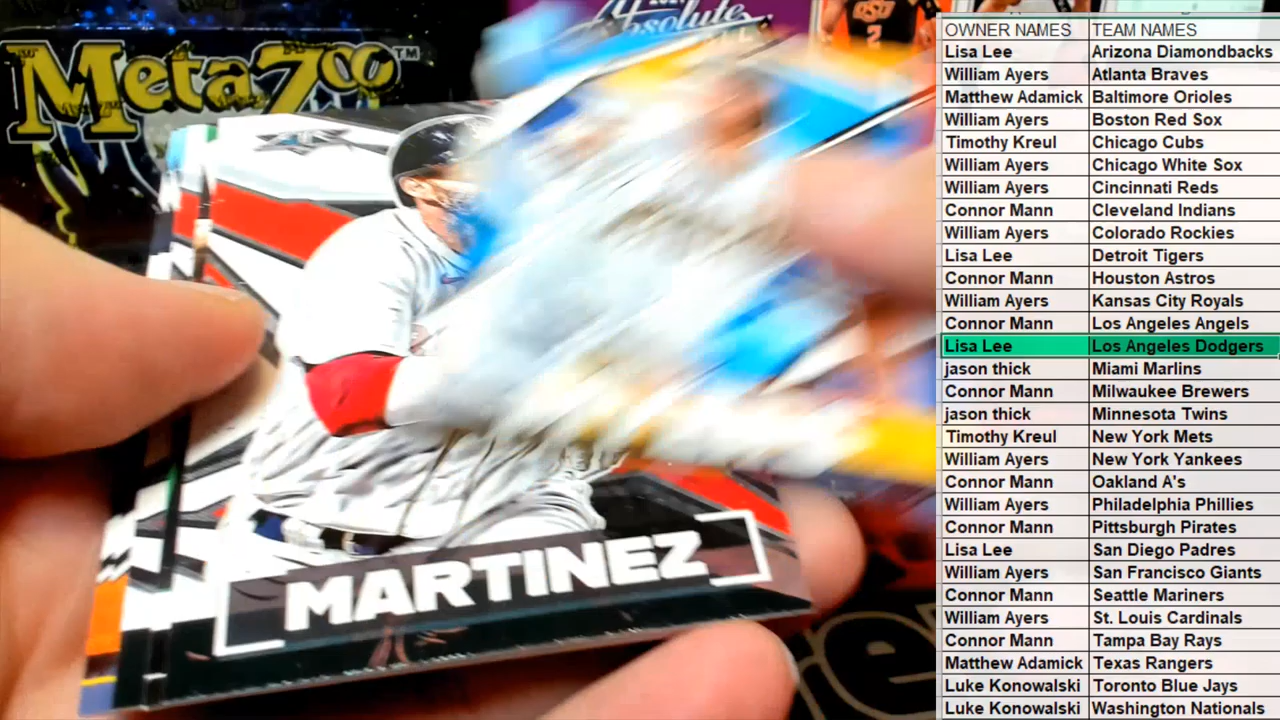 MetaZoo™
Absolute
OSU
2
MARTINEZ
OWNER NAMES TEAM NAMES
Lisa Lee Arizona Diamondbacks
William Ayers Atlanta Braves
Matthew Adamick Baltimore Orioles
William Ayers Boston Red Sox
Timothy Kreul Chicago Cubs
William Ayers Chicago White Sox
William Ayers Cincinnati Reds
Connor Mann Cleveland Indians
William Ayers Colorado Rockies
Lisa Lee Detroit Tigers
Connor Mann Houston Astros
William Ayers Kansas City Royals
Connor Mann Los Angeles Angels
Lisa Lee Los Angeles Dodgers
jason thick Miami Marlins
Connor Mann Milwaukee Brewers
jason thick Minnesota Twins
Timothy Kreul New York Mets
William Ayers New York Yankees
Connor Mann Oakland A's
William Ayers Philadelphia Phillies
Connor Mann Pittsburgh Pirates
Lisa Lee San Diego Padres
William Ayers San Francisco Giants
Connor Mann Seattle Mariners
William Ayers St. Louis Cardinals
Connor Mann Tampa Bay Rays
Matthew Adamick Texas Rangers
Luke Konowalski Toronto Blue Jays
Luke Konowalski Washington Nationals